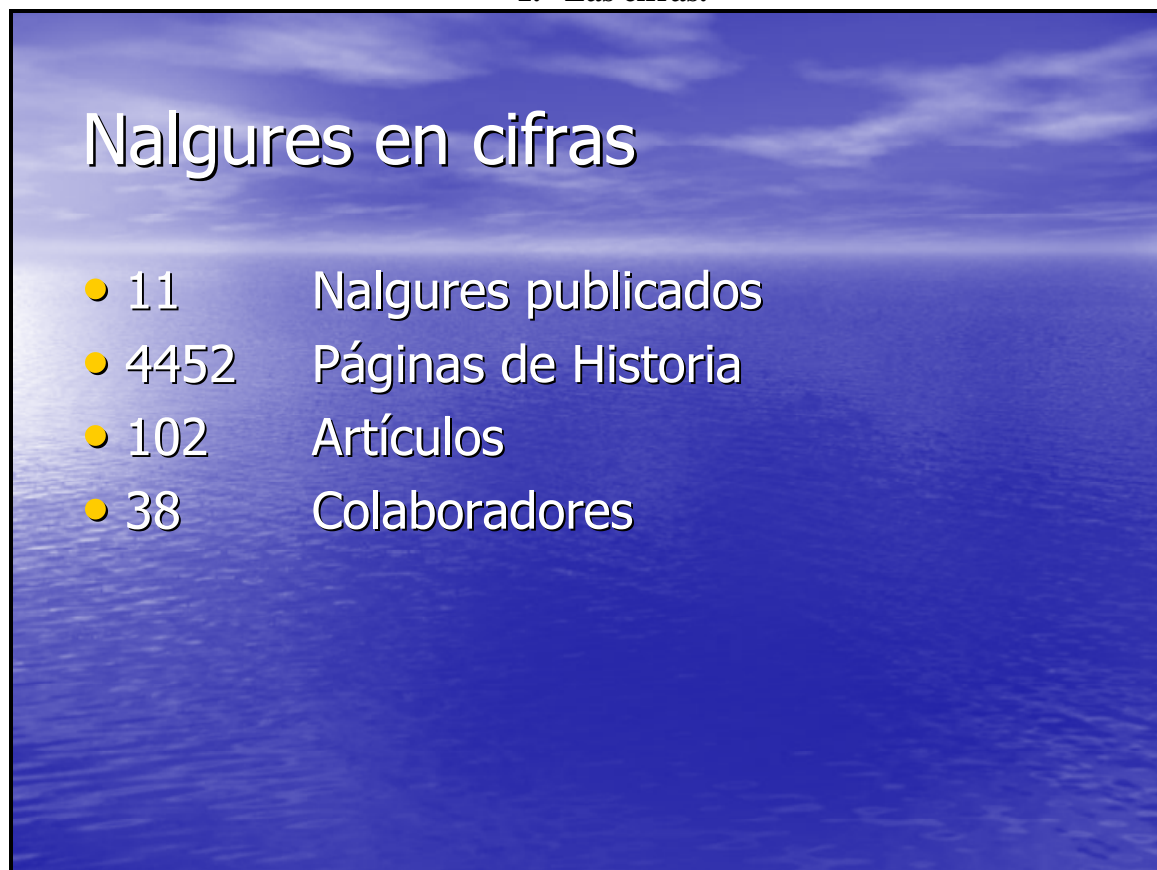 Nalgures en cifras
• 11 Nalgures publicados
• 4452 Páginas de Historia
• 102 Artículos
• 38 Colaboradores